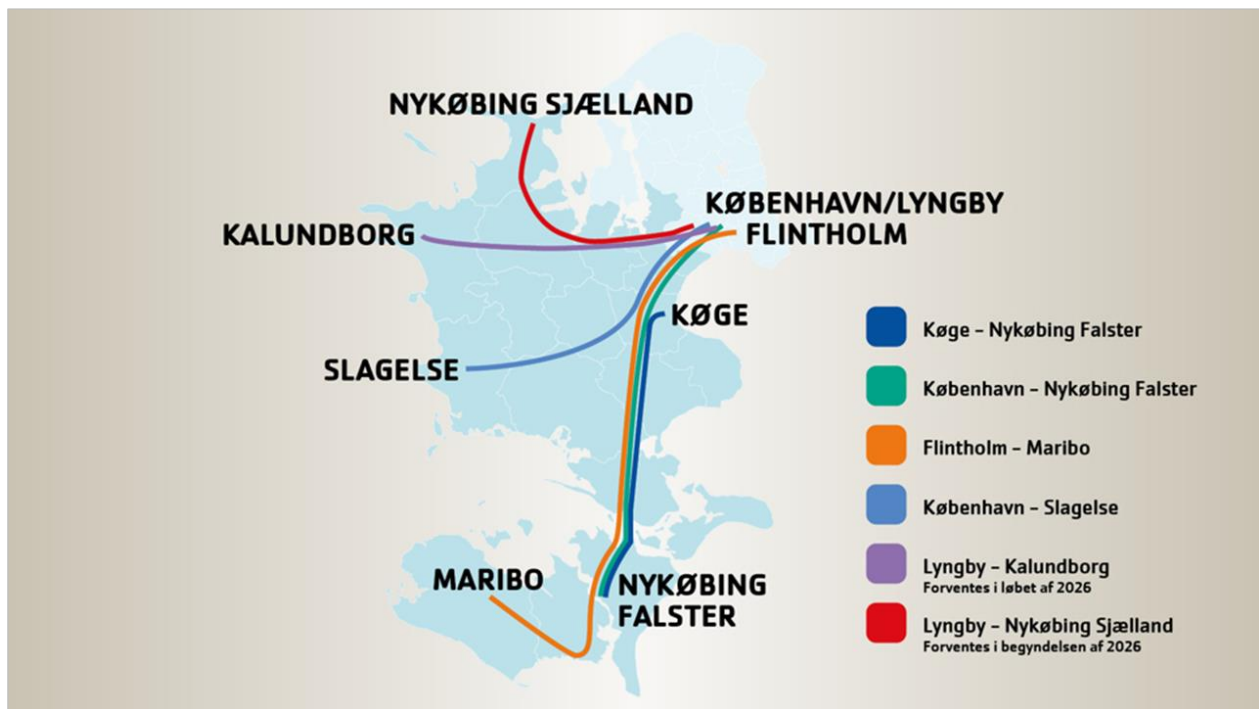 NYKØBING SJÆLLAND
KØBENHAVN/LYNGBY
FLINTHOLM
KALUNDBORG
KØGE
SLAGELSE
MARIBO
NYKØBING
FALSTER
Køge – Nykøbing Falster
København – Nykøbing Falster
Flintholm – Maribo
København – Slagelse
Lyngby – Kalundborg
Forventes i løbet af 2026
Lyngby – Nykøbing Sjælland
Forventes i begyndelsen af 2026